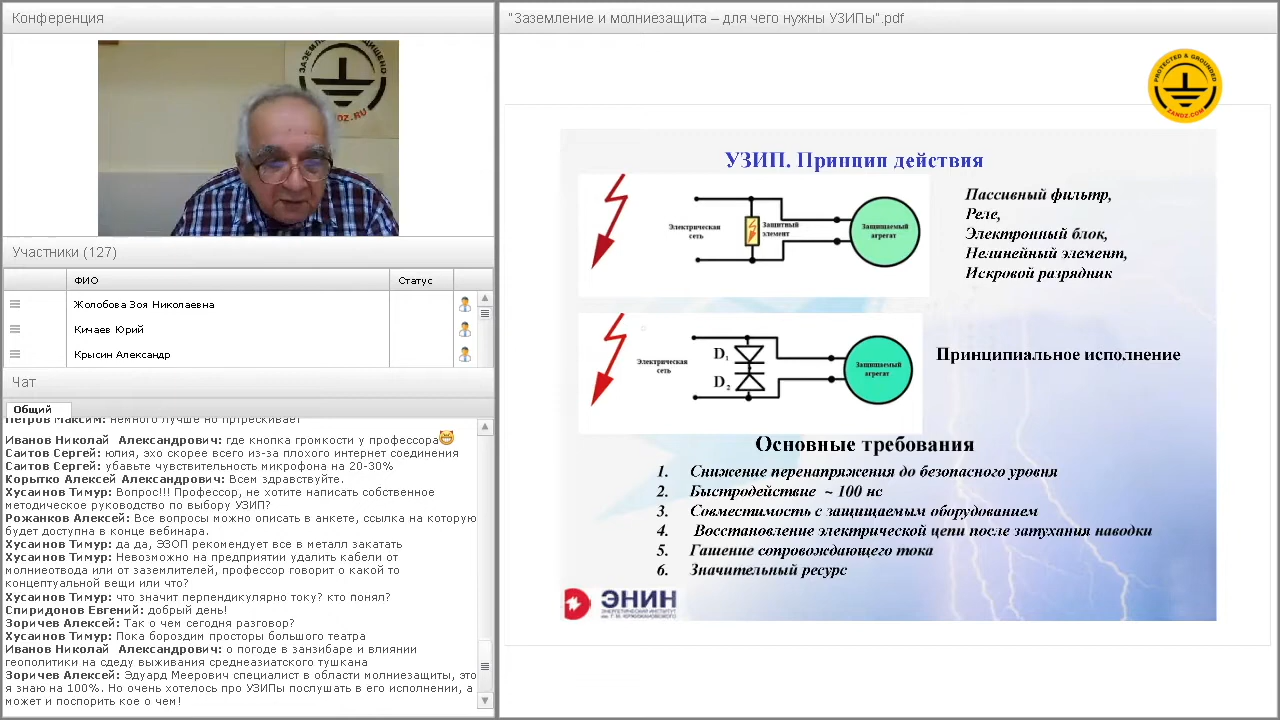 Конференция
"Заземление и молниезащита – для чего нужны УЗИПы".pdf
Участники (127)
ФИО
Статус
Жолобова Зоя Николаевна
Кичаев Юрий
Крысин Александр
Чат
Общий
Петров Максим: немного лучше но
Иванов Николай Александрович: где кнопка громкости у профессора
Саитов Сергей: юлия, эхо скорее всего из-за плохого интернет соединения
Саитов Сергей: убавьте чувствительность микрофона на 20-30%
Корытко Алексей Александрович: Всем здравствуйте.
Хусаинов Тимур: Вопрос!!! Профессор, не хотите написать собственное
методическое руководство по выбору УЗИП?
Рожанков Алексей: Все вопросы можно описать в анкете, ссылка на которую
будет доступна в конце вебинара.
Хусаинов Тимур: да да, ЭЗОП рекомендует все в металл закатать
Хусаинов Тимур: Невозможно на предприятии удалить кабели от
молниеотвода или от заземлителей, профессор говорит о какой то
концептуальной вещи или что?
Хусаинов Тимур: что значит перпендикулярно току? кто понял?
Спиридонов Евгений: добрый день!
Зоричев Алексей: Так о чем сегодня разговор?
Хусаинов Тимур: Пока бороздим просторы большого театра
Иванов Николай Александрович: о погоде в занзибаре и влиянии
геополитики на сдеду выживания среднеазиатского тушкана
Зоричев Алексей: Эдуард Меерович специалист в области молниезащиты, это
я знаю на 100%. Но очень хотелось про УЗИПы послушать в его исполнении, а
может и поспорить кое о чем!
PROTECTED & GROUNDED
ZANDZ.COM
УЗИП. Принцип действия
Электрическая
сеть
Защитный
элемент
Защищаемый
агрегат
Пассивный фильтр,
Реле,
Электронный блок,
Нелинейный элемент,
Искровой разрядник
Электрическая
сеть
D1
D2
Защищаемый
агрегат
Принципиальное исполнение
Основные требования
1. Снижение перенапряжения до безопасного уровня
2. Быстродействие ~ 100 нс
3. Совместимость с защищаемым оборудованием
4. Восстановление электрической цепи после затухания наводки
5. Гашение сопровождающего тока
6. Значительный ресурс
ЭНИН
ЭНЕРГЕТИЧЕСКИЙ ИНСТИТУТ
им. Г. М. КРЖИЖАНОВСКОГО